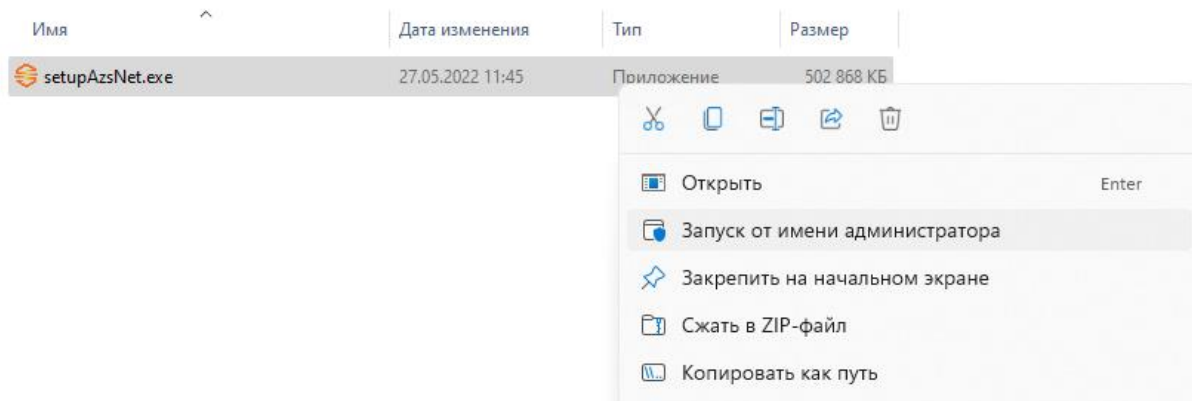 Имя Дата изменения Тип Размер
setupAzsNet.exe 27.05.2022 11:45 Приложение 502 868 КБ
Открыть Enter
Запуск от имени администратора
Закрепить на начальном экране
Сжать в ZIP-файл
Копировать как путь